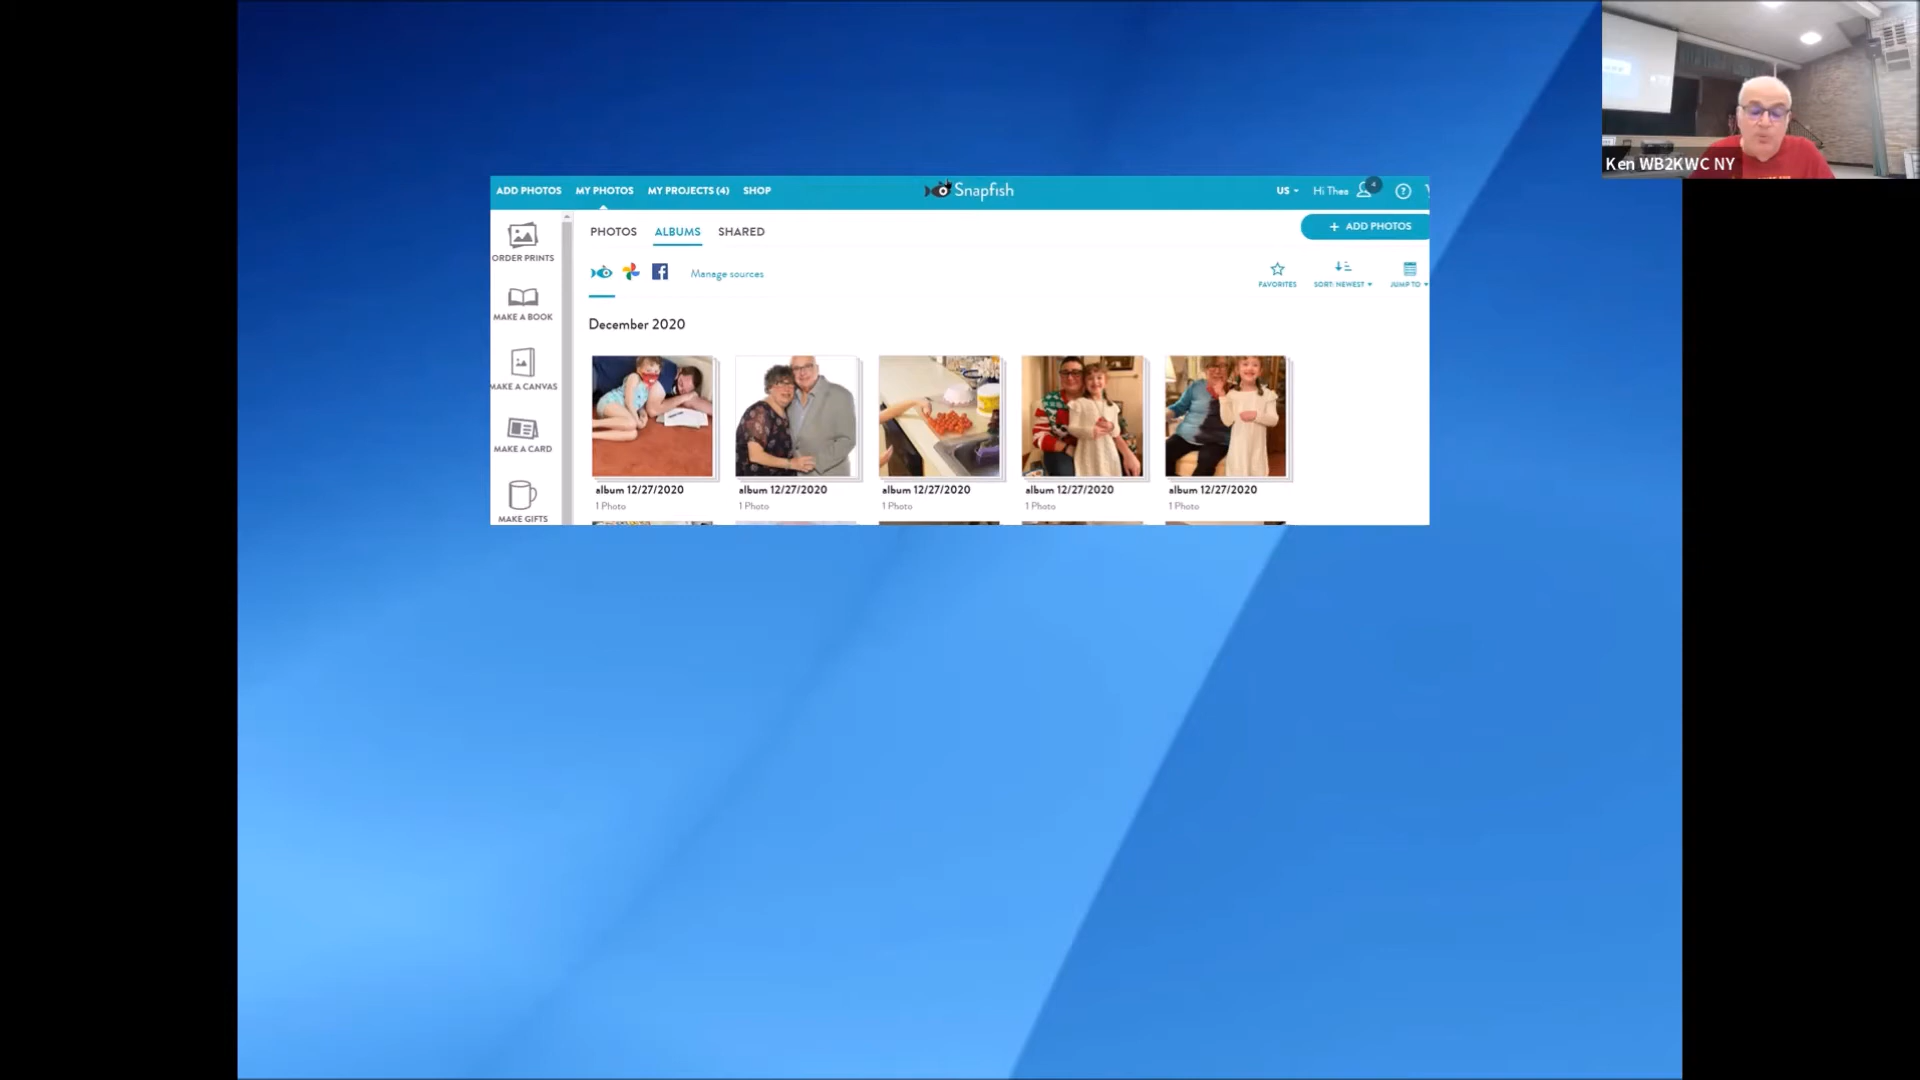 ADD PHOTOS MY PHOTOS MY PROJECTS (4) SHOP Snapfish US Hi Thea 4 ?
PHOTOS ALBUMS SHARED + ADD PHOTOS
ORDER PRINTS
Manage sources
FAVORITES SORT: NEWEST JUMP TO
MAKE A BOOK
December 2020
MAKE A CANVAS
MAKE A CARD
MAKE GIFTS
album 12/27/2020 album 12/27/2020 album 12/27/2020 album 12/27/2020 album 12/27/2020
1 Photo 1 Photo 1 Photo 1 Photo 1 Photo
Ken WB2KWC NY